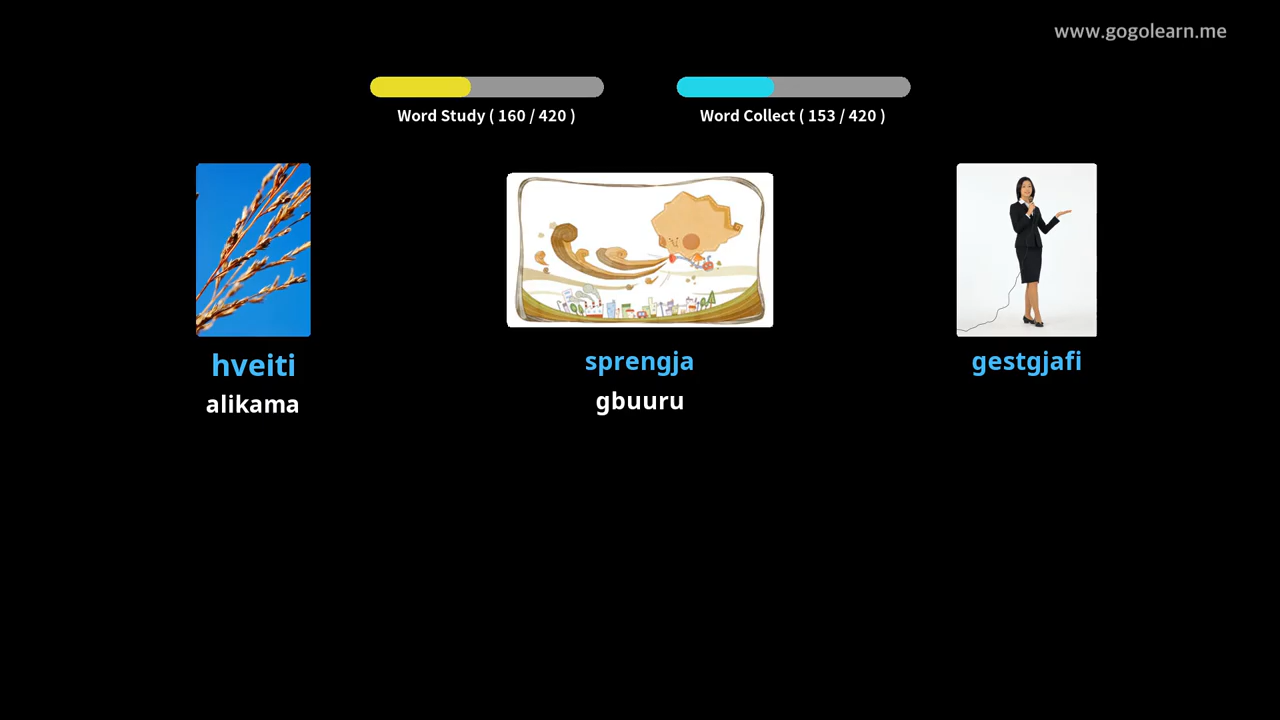 www.gogolearn.me
Word Study ( 160 / 420 )
Word Collect ( 153 / 420 )
hveiti
alikama
sprengja
gbuuru
gestgjafi